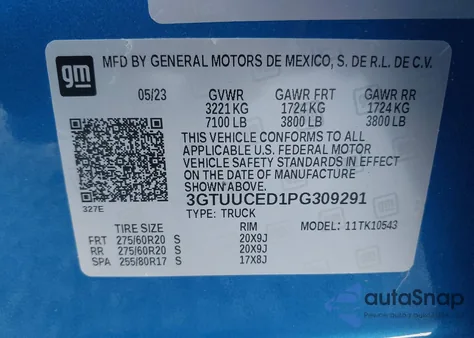 gm MFD BY GENERAL MOTORS DE MEXICO, S. DE R.L. DE C.V.
05/23 GVWR GAWR FRT GAWR RR
3221 KG 1724 KG 1724 KG
7100 LB 3800 LB 3800 LB
THIS VEHICLE CONFORMS TO ALL
APPLICABLE U.S. FEDERAL MOTOR
VEHICLE SAFETY STANDARDS IN EFFECT
ON THE DATE OF MANUFACTURE
SHOWN ABOVE.
327E 3GTUUCED1PG309291
TYPE: TRUCK
TIRE SIZE RIM MODEL: 11TK10543
FRT 275/60R20 S 20X9J
RR 275/60R20 S 20X9J
SPA 255/80R17 S 17X8J
autoSnap